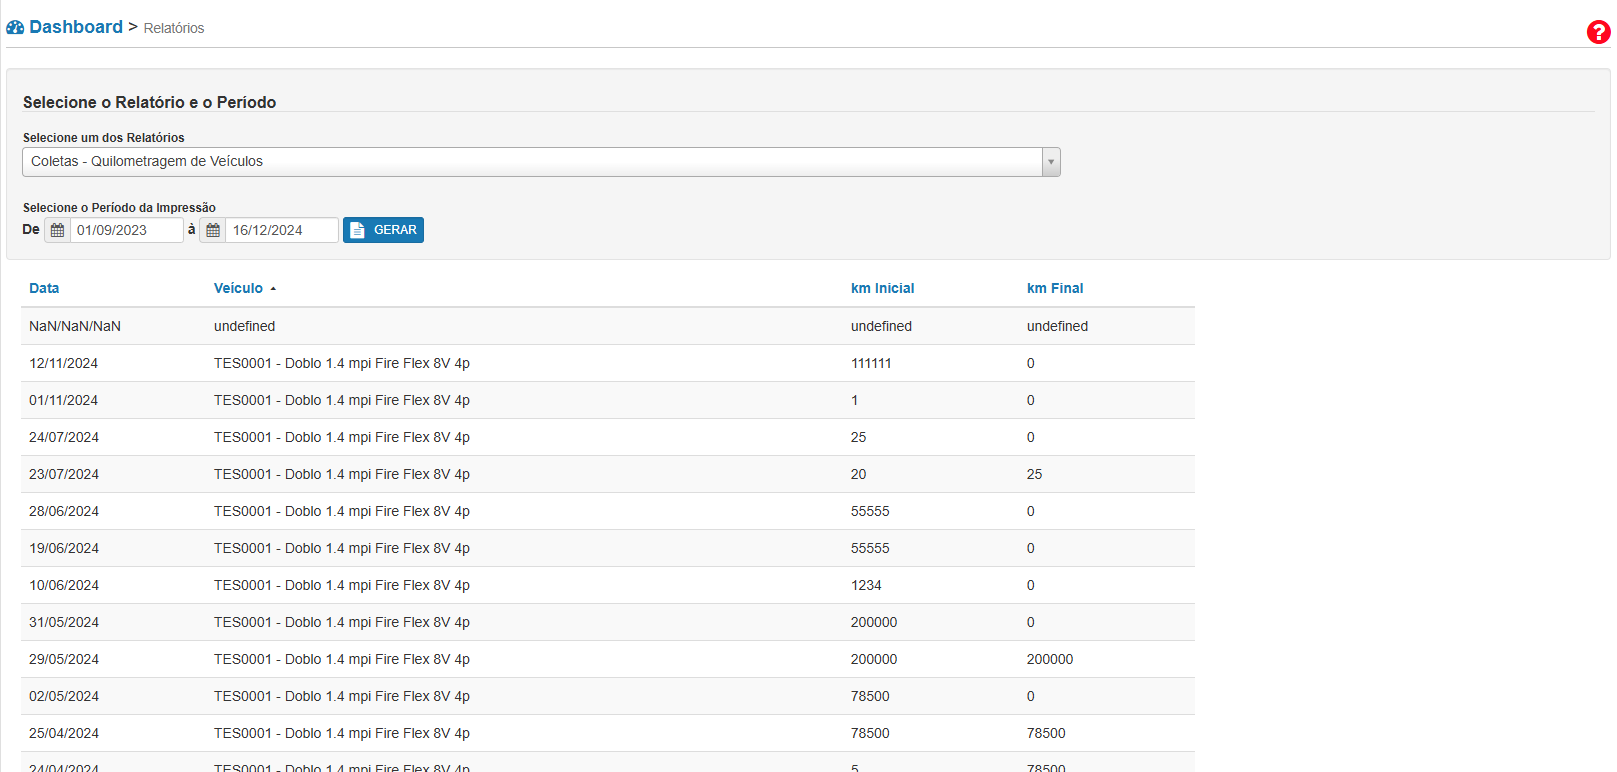 Dashboard > Relatórios
?
Selecione o Relatório e o Período
Selecione um dos Relatórios
Coletas - Quilometragem de Veículos
Selecione o Período da Impressão
De 01/09/2023 à 16/12/2024 GERAR
Data Veículo km Inicial km Final
NaN/NaN/NaN undefined undefined undefined
12/11/2024 TES0001 - Doblo 1.4 mpi Fire Flex 8V 4p 111111 0
01/11/2024 TES0001 - Doblo 1.4 mpi Fire Flex 8V 4p 1 0
24/07/2024 TES0001 - Doblo 1.4 mpi Fire Flex 8V 4p 25 0
23/07/2024 TES0001 - Doblo 1.4 mpi Fire Flex 8V 4p 20 25
28/06/2024 TES0001 - Doblo 1.4 mpi Fire Flex 8V 4p 55555 0
19/06/2024 TES0001 - Doblo 1.4 mpi Fire Flex 8V 4p 55555 0
10/06/2024 TES0001 - Doblo 1.4 mpi Fire Flex 8V 4p 1234 0
31/05/2024 TES0001 - Doblo 1.4 mpi Fire Flex 8V 4p 200000 0
29/05/2024 TES0001 - Doblo 1.4 mpi Fire Flex 8V 4p 200000 200000
02/05/2024 TES0001 - Doblo 1.4 mpi Fire Flex 8V 4p 78500 0
25/04/2024 TES0001 - Doblo 1.4 mpi Fire Flex 8V 4p 78500 78500
24/04/2024 TES0001 - Doblo 1.4 mpi Fire Flex 8V 4p 5 78500